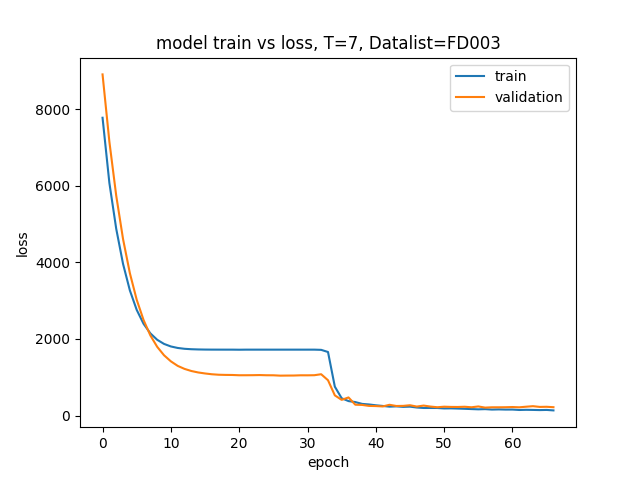 model train vs loss, T=7, Datalist=FD003
train
validation
8000
6000
4000
2000
0
loss
0 10 20 30 40 50 60
epoch